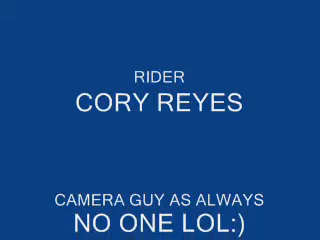 RIDER
CORY REYES
CAMERA GUY AS ALWAYS
NO ONE LOL:)